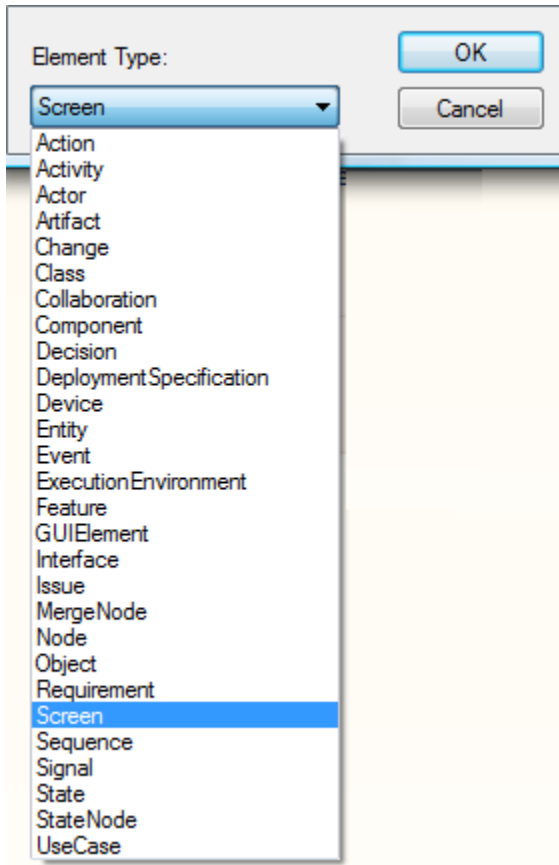 Element Type:
OK
Screen
Cancel
Action
Activity
Actor
Artifact
Change
Class
Collaboration
Component
Decision
DeploymentSpecification
Device
Entity
Event
ExecutionEnvironment
Feature
GUIElement
Interface
Issue
MergeNode
Node
Object
Requirement
Screen
Sequence
Signal
State
StateNode
UseCase